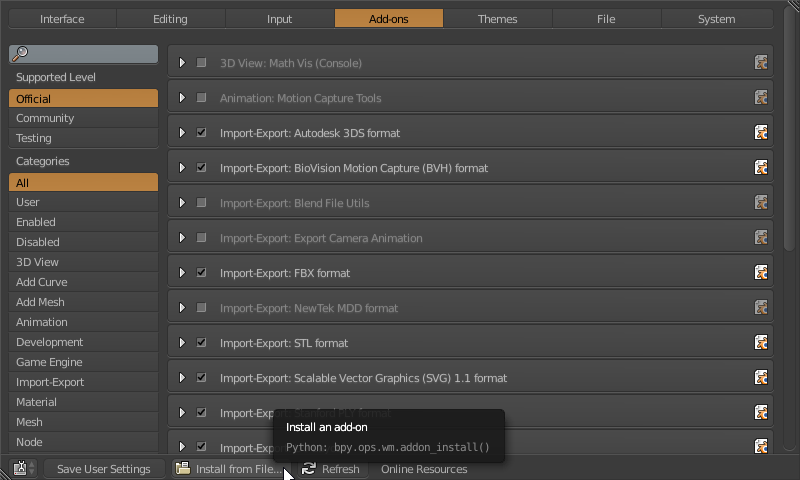 Interface Editing Input Add-ons Themes File System
Supported Level
Official
Community
Testing
Categories
All
User
Enabled
Disabled
3D View
Add Curve
Add Mesh
Animation
Development
Game Engine
Import-Export
Material
Mesh
Node
3D View: Math Vis (Console)
Animation: Motion Capture Tools
Import-Export: Autodesk 3DS format
Import-Export: BioVision Motion Capture (BVH) format
Import-Export: Blend File Utils
Import-Export: Export Camera Animation
Import-Export: FBX format
Import-Export: NewTek MDD format
Import-Export: STL format
Import-Export: Scalable Vector Graphics (SVG) 1.1 format
Import-Export: Stanford PLY format
Install an add-on
Python: bpy.ops.wm.addon_install()
Save User Settings Install from File... Refresh Online Resources